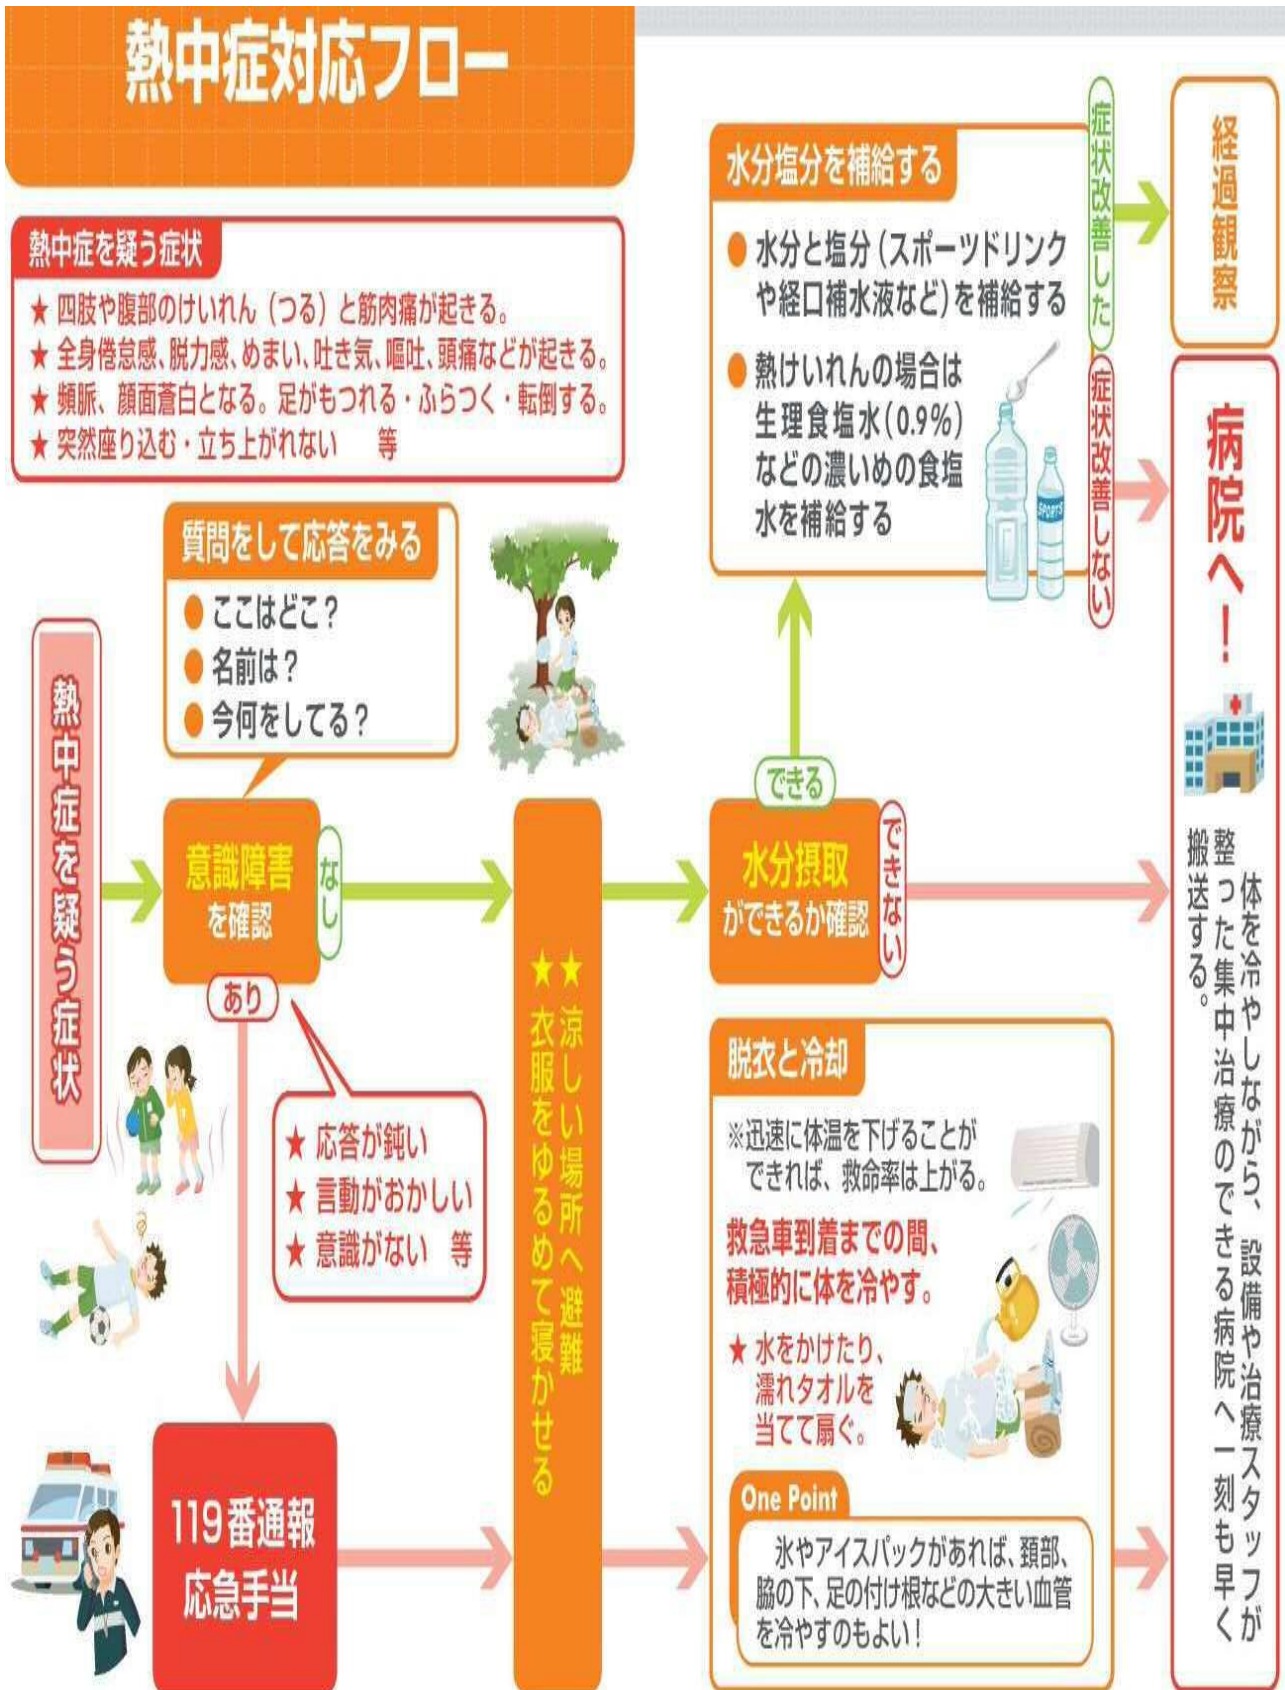 熱中症対応フロー
熱中症を疑う症状
★ 四肢や腹部のけいれん（つる）と筋肉痛が起きる。
★ 全身倦怠感、脱力感、めまい、吐き気、嘔吐、頭痛などが起きる。
★ 頻脈、顔面蒼白となる。足がもつれる・ふらつく・転倒する。
★ 突然座り込む・立ち上がれない　等
熱中症を疑う症状
質問をして応答をみる
● ここはどこ？
● 名前は？
● 今何をしてる？
意識障害
を確認
なし
あり
★ 応答が鈍い
★ 言動がおかしい
★ 意識がない　等
119番通報
応急手当
★ 涼しい場所へ避難
★ 衣服をゆるめて寝かせる
水分摂取
ができるか確認
できる
できない
水分塩分を補給する
● 水分と塩分（スポーツドリンク
や経口補水液など）を補給する
● 熱けいれんの場合は
生理食塩水（0.9%）
などの濃いめの食塩
水を補給する
SPORTS
症状改善した
症状改善しない
経過観察
脱衣と冷却
※迅速に体温を下げることが
できれば、救命率は上がる。
救急車到着までの間、
積極的に体を冷やす。
★ 水をかけたり、
濡れタオルを
当てて扇ぐ。
One Point
氷やアイスパックがあれば、頚部、
脇の下、足の付け根などの大きい血管
を冷やすのもよい！
病院へ！
体を冷やしながら、設備や治療スタッフが
整った集中治療のできる病院へ一刻も早く
搬送する。